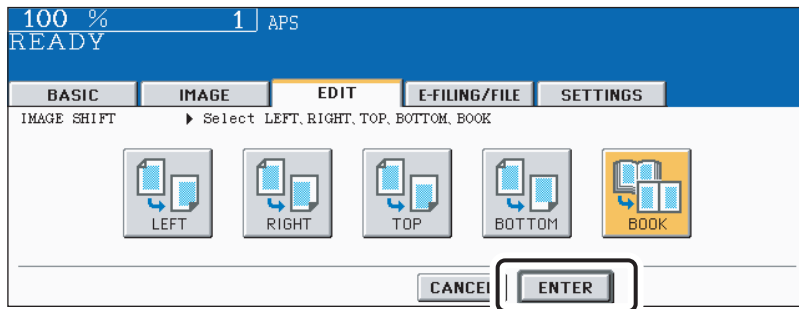 100 % 1 APS
READY
BASIC IMAGE EDIT E-FILING/FILE SETTINGS
IMAGE SHIFT ▶ Select LEFT, RIGHT, TOP, BOTTOM, BOOK
LEFT RIGHT TOP BOTTOM BOOK
CANCEL ENTER